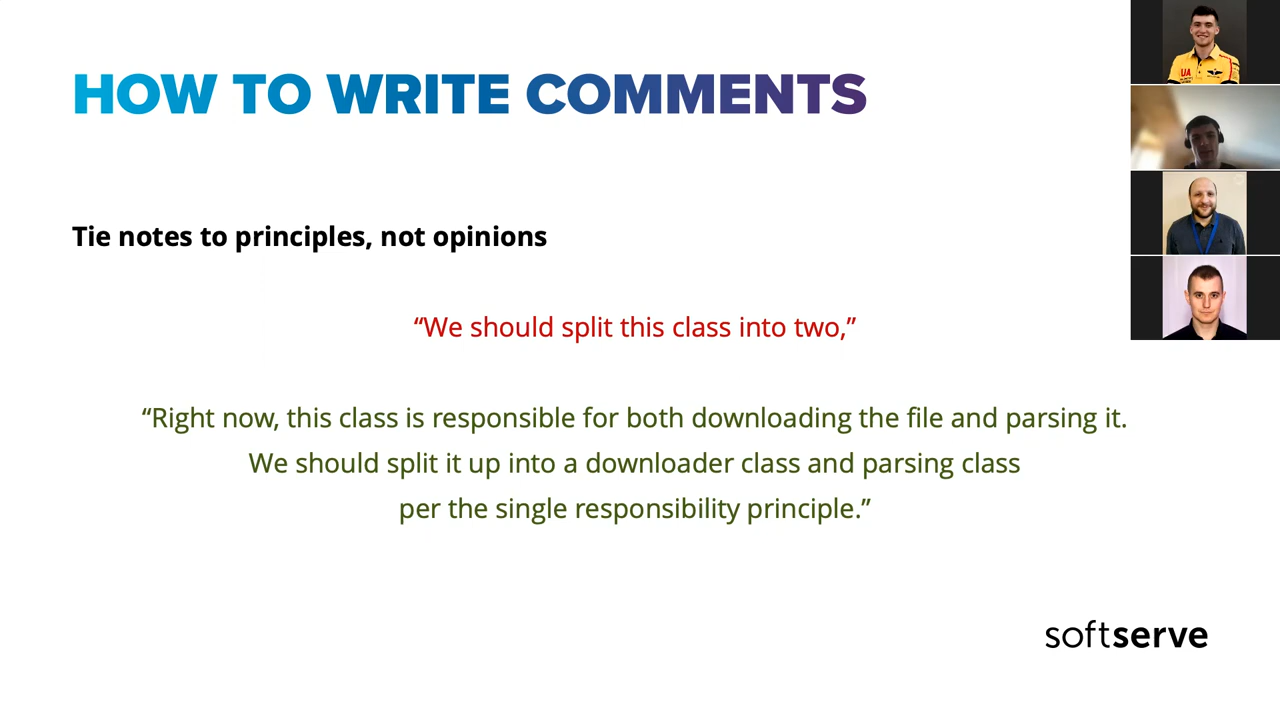 HOW TO WRITE COMMENTS
Tie notes to principles, not opinions
“We should split this class into two,”
“Right now, this class is responsible for both downloading the file and parsing it.
We should split it up into a downloader class and parsing class
per the single responsibility principle.”
UA
softserve